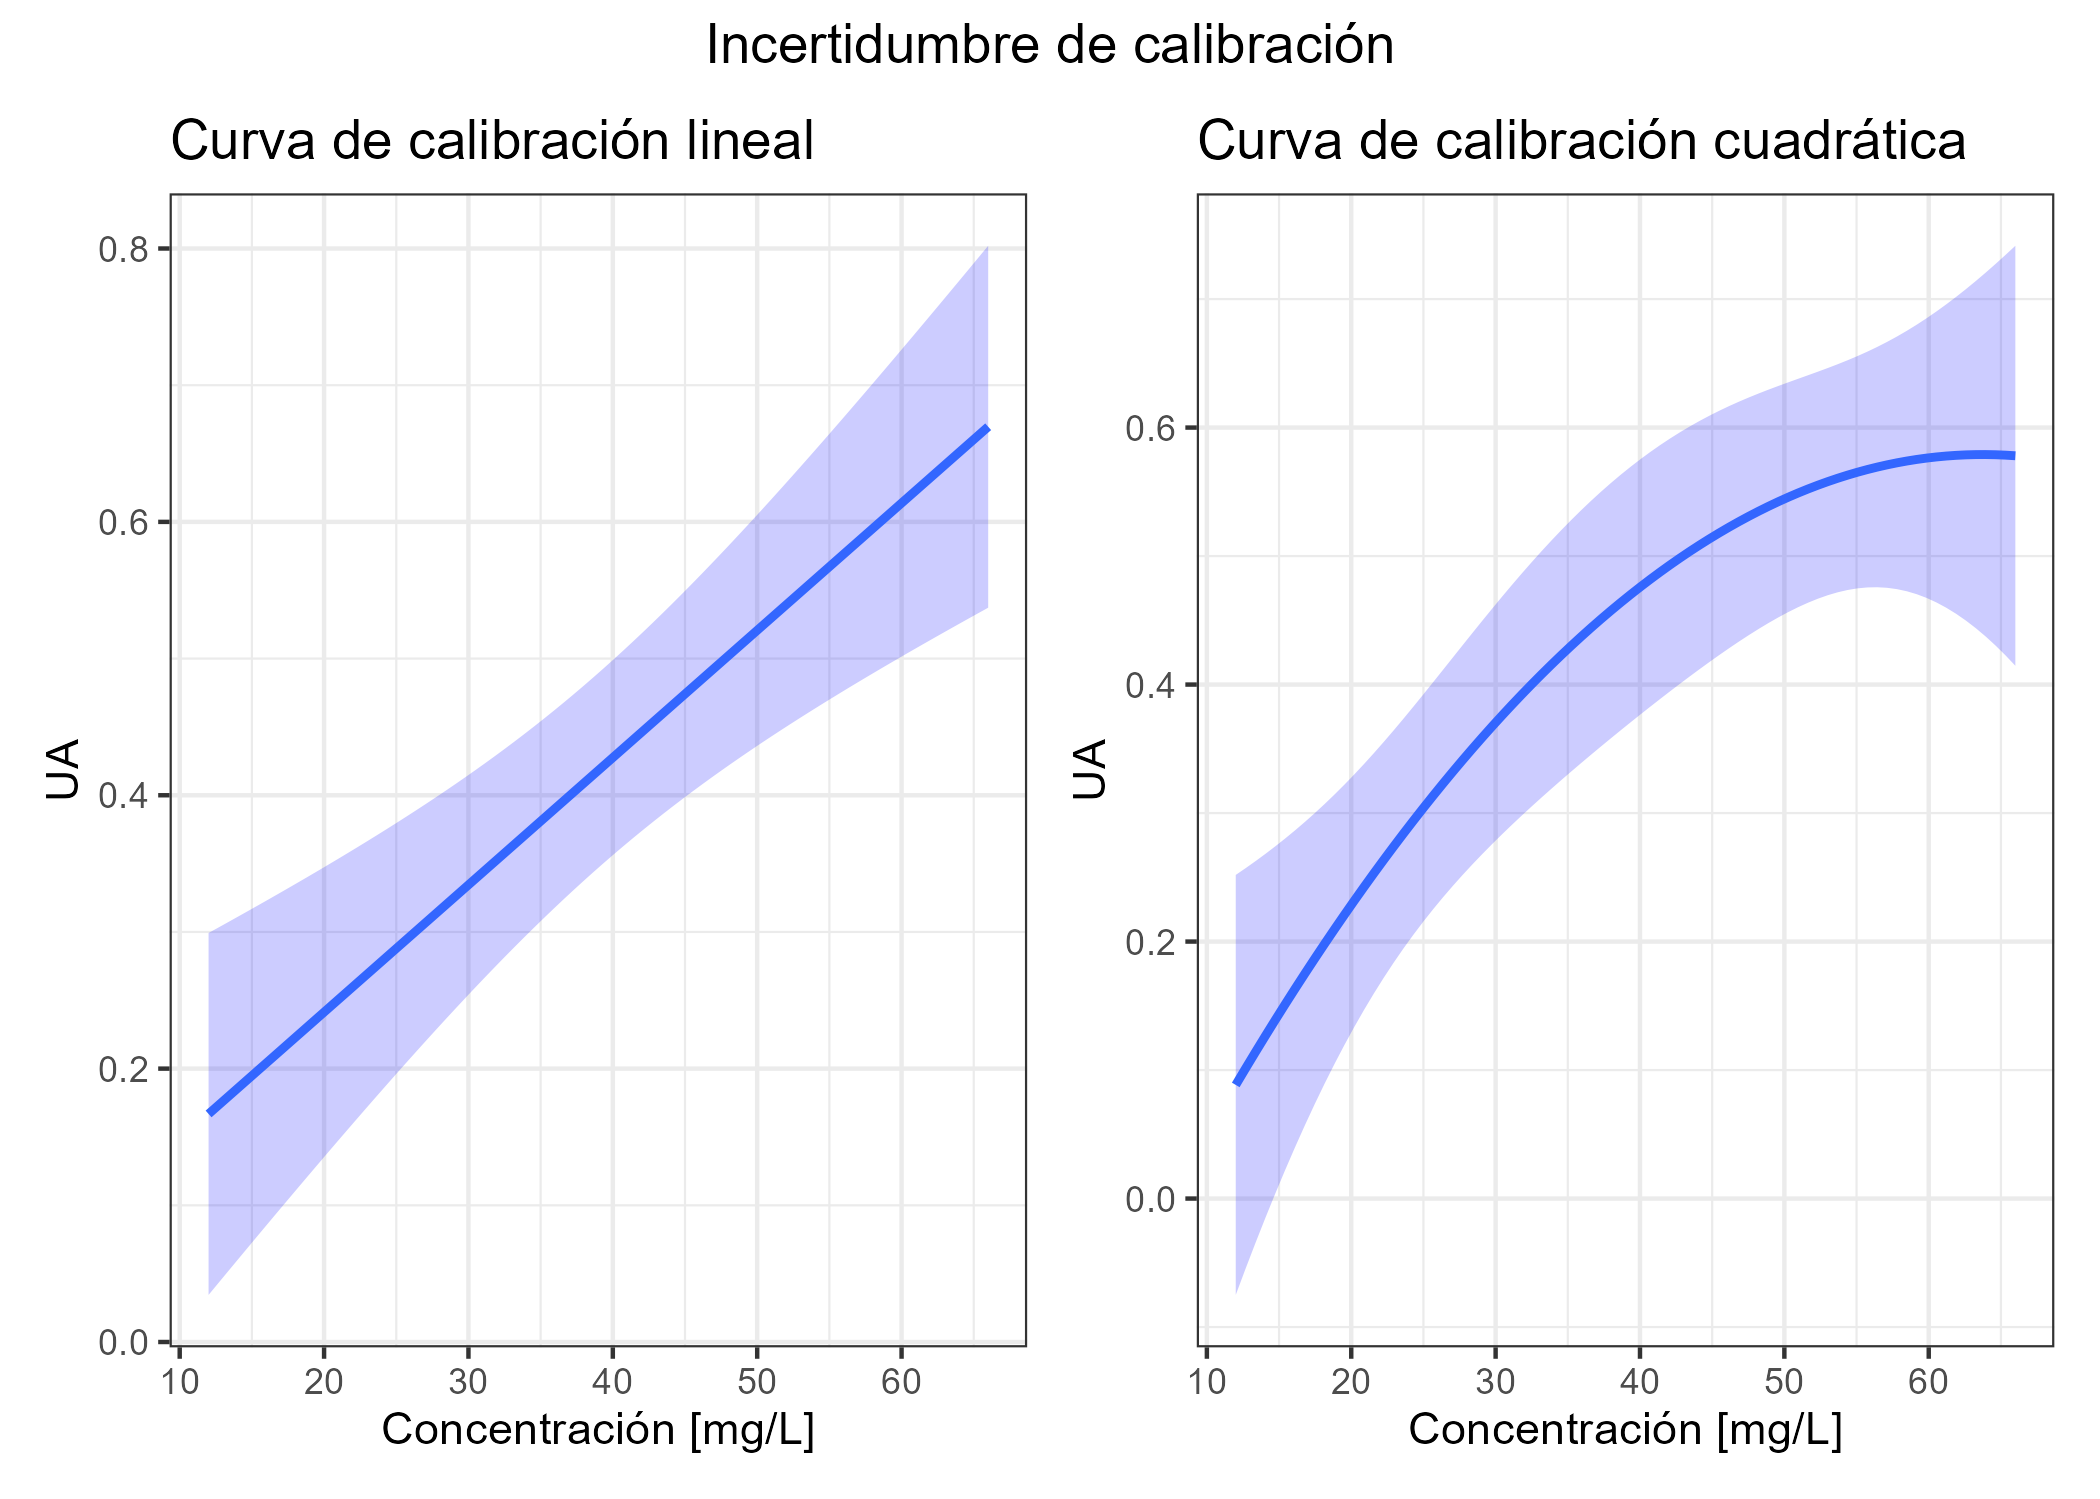 Incertidumbre de calibración
Curva de calibración lineal
0.8
0.6
0.4
0.2
0.0
UA
10 20 30 40 50 60
Concentración [mg/L]
Curva de calibración cuadrática
0.6
0.4
0.2
0.0
UA
10 20 30 40 50 60
Concentración [mg/L]